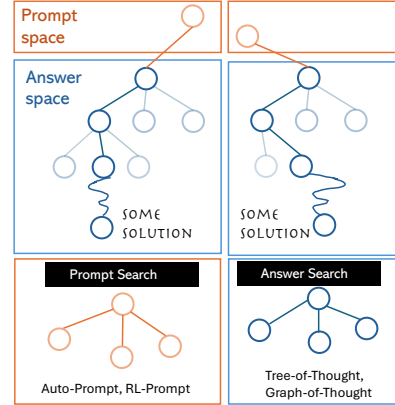 Prompt
space
Answer
space
SOME
SOLUTION
SOME
SOLUTION
Prompt Search
Auto-Prompt, RL-Prompt
Answer Search
Tree-of-Thought,
Graph-of-Thought